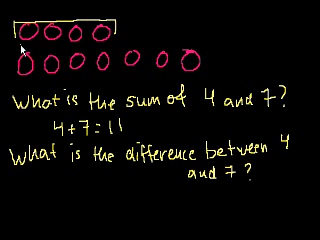 What is the sum of 4 and 7?
4+7=11
What is the difference between 4
and 7?